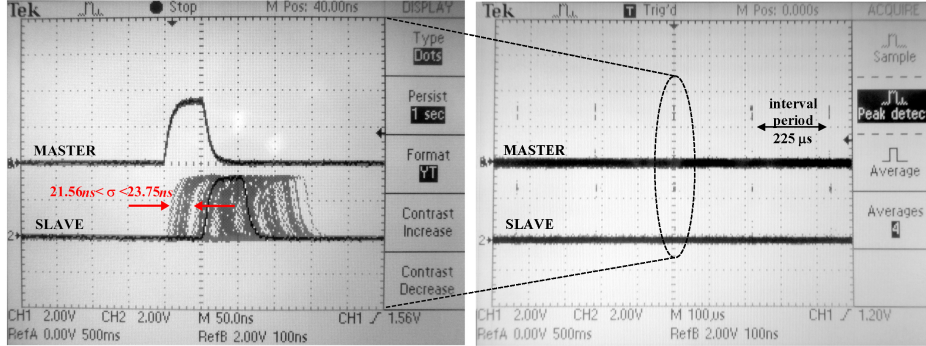 Tek Stop M Pos: 40.00ns DISPLAY
Type
Dots
Persist
1 sec
Format
YT
Contrast
Increase
Contrast
Decrease
MASTER
21.56ns< σ <23.75ns
SLAVE
2
CH1 2.00V CH2 2.00V M 50.0ns CH1 1.56V
RefA 0.00V 500ms RefB 2.00V 100ns
Tek Trig'd M Pos: 0.000s ACQUIRE
Sample
Peak detec
Average
Averages
4
interval
period
225 µs
MASTER
SLAVE
2
CH1 2.00V CH2 2.00V M 100µs CH1 1.20V
RefA 0.00V 500ms RefB 2.00V 100ns